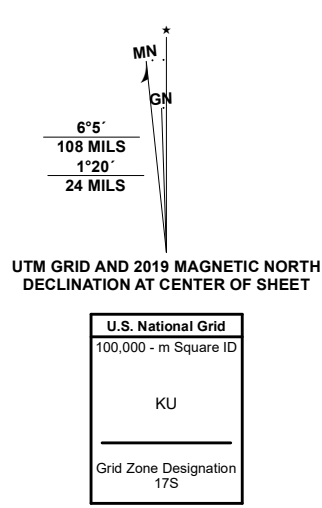 ★
MN
GN
6°5´
108 MILS
1°20´
24 MILS
UTM GRID AND 2019 MAGNETIC NORTH
DECLINATION AT CENTER OF SHEET
U.S. National Grid
100,000 - m Square ID
KU
Grid Zone Designation
17S